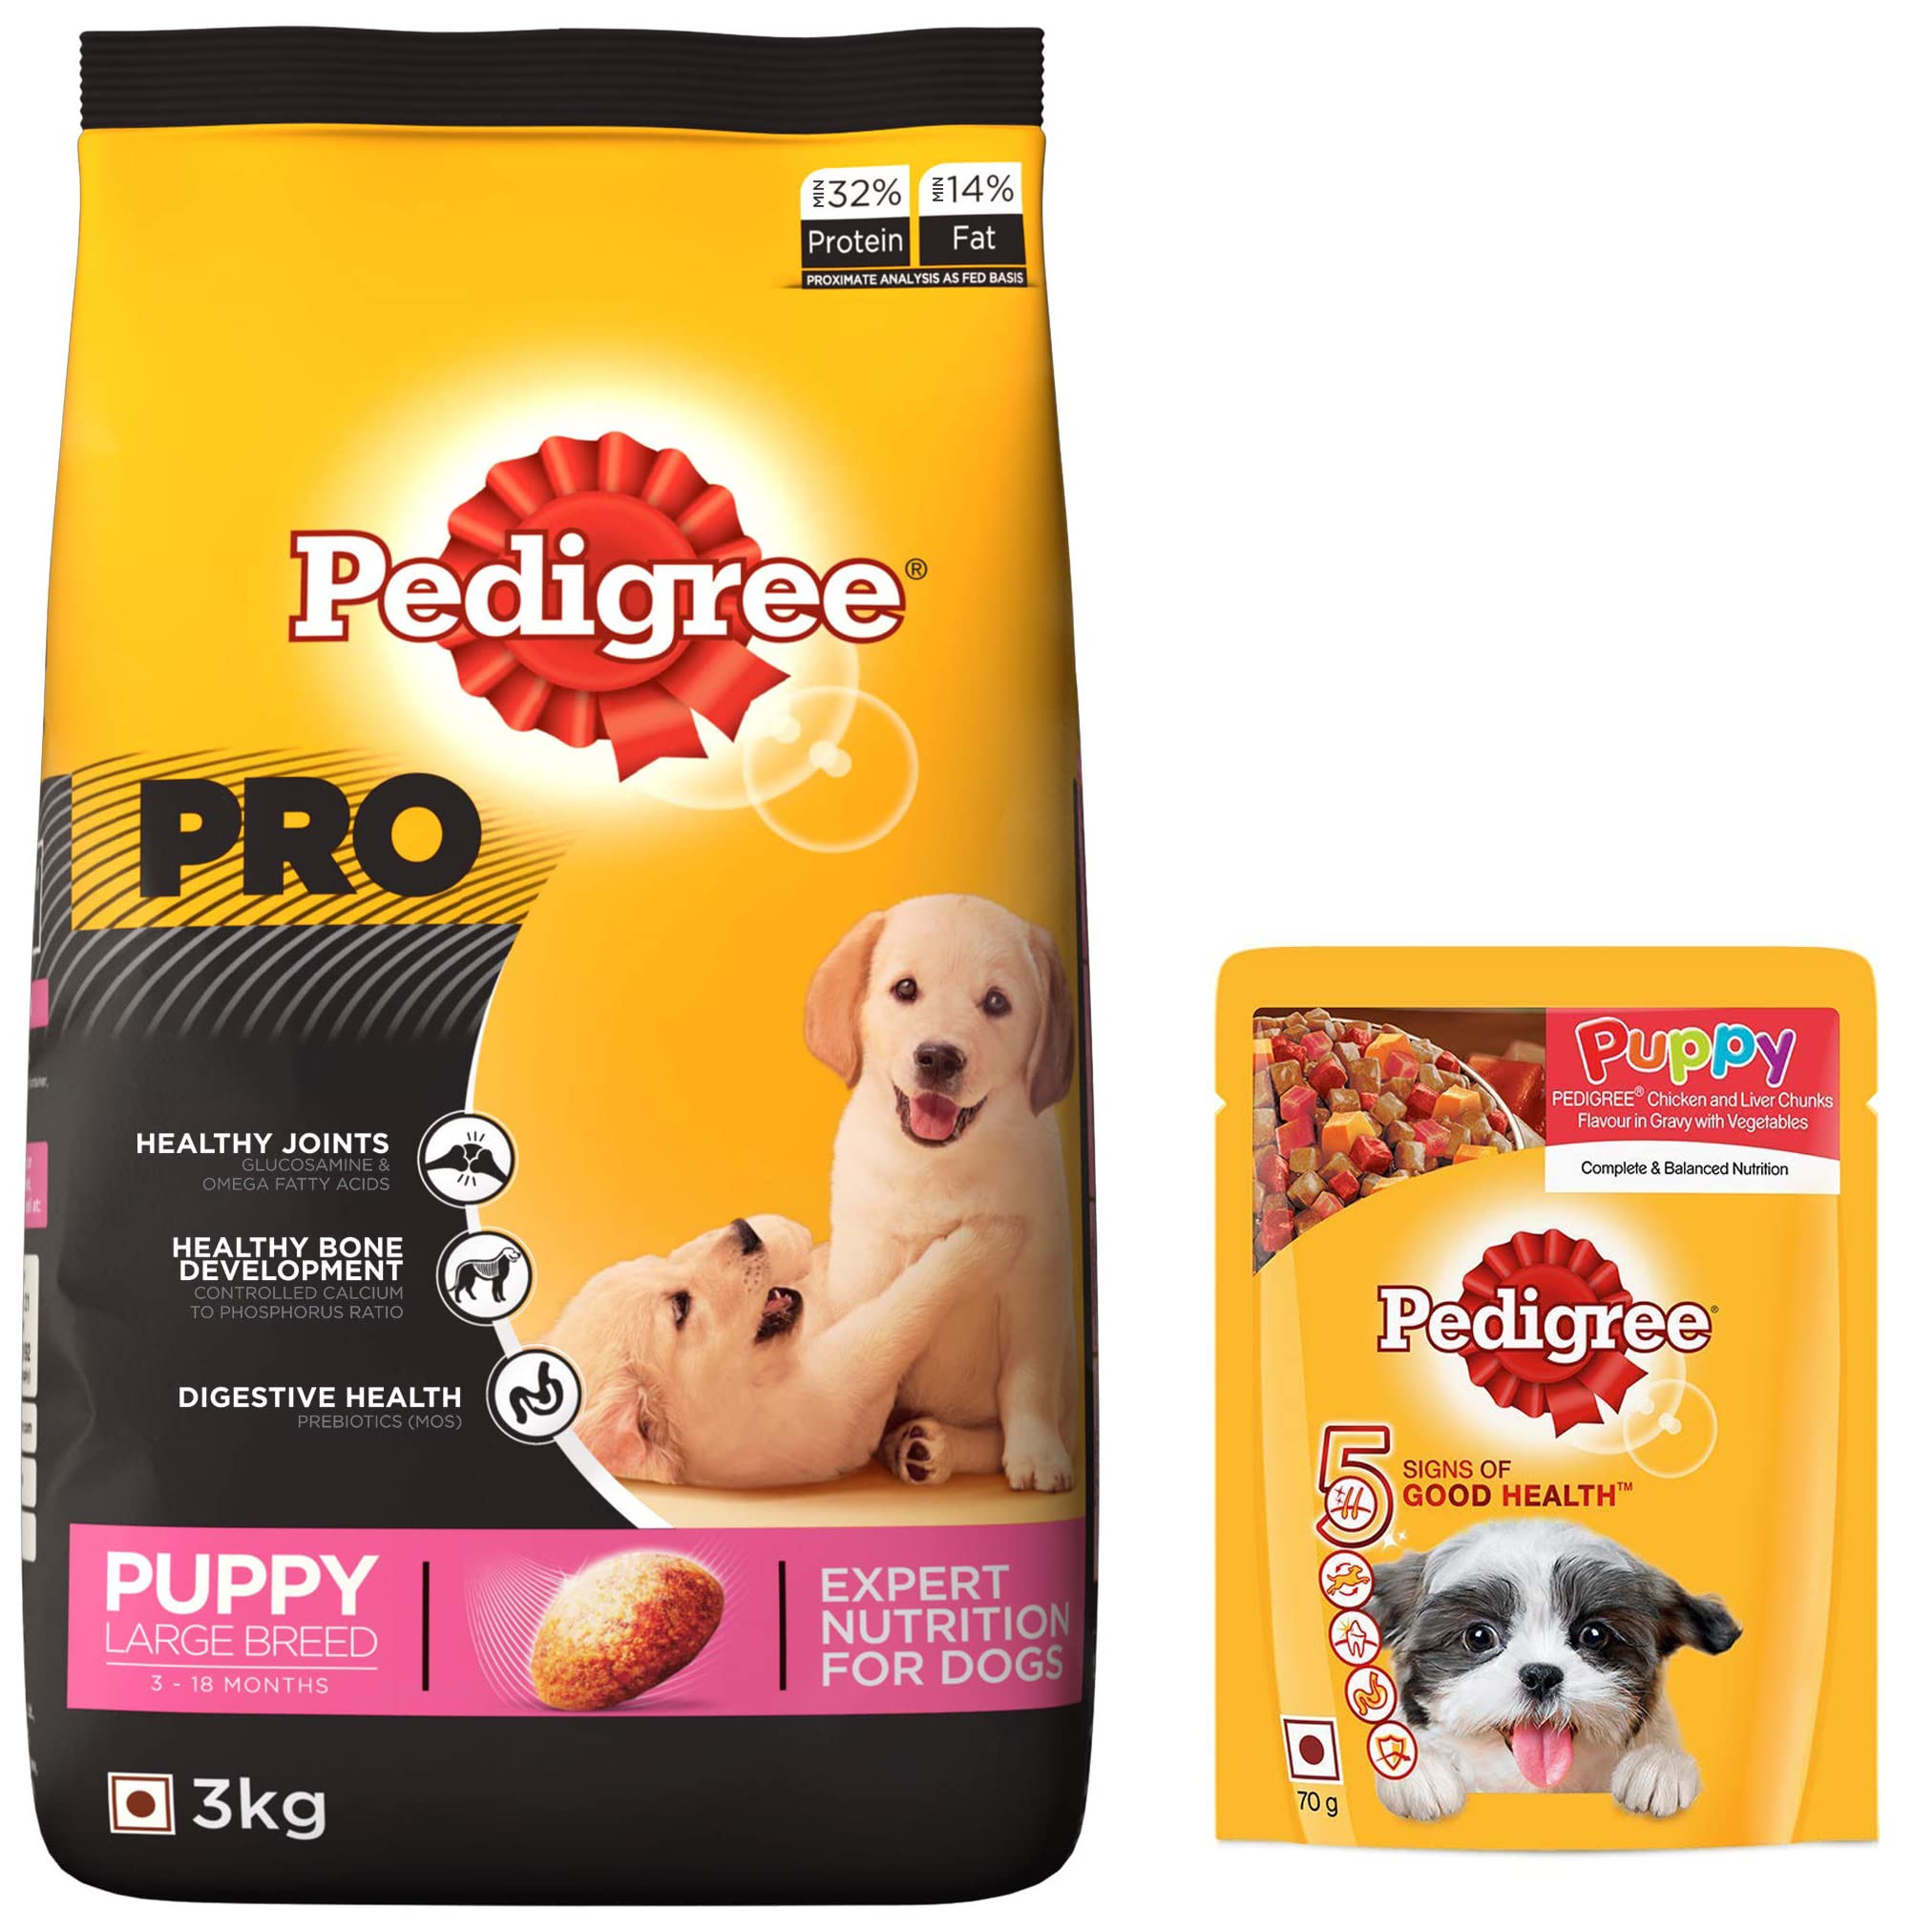 MIN 32%
Protein
MIN 14%
Fat
PROXIMATE ANALYSIS AS FED BASIS
Pedigree®
PRO
HEALTHY JOINTS
GLUCOSAMINE &
OMEGA FATTY ACIDS
HEALTHY BONE
DEVELOPMENT
CONTROLLED CALCIUM
TO PHOSPHORUS RATIO
DIGESTIVE HEALTH
PREBIOTICS (MOS)
PUPPY
LARGE BREED
3 - 18 MONTHS
EXPERT
NUTRITION
FOR DOGS
3kg
Puppy
PEDIGREE® Chicken and Liver Chunks
Flavour in Gravy with Vegetables
Complete & Balanced Nutrition
Pedigree®
5 SIGNS OF
GOOD HEALTH™
70 g